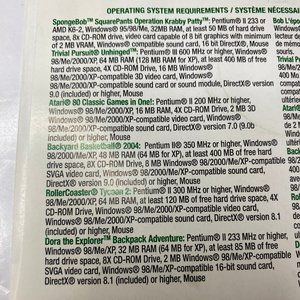 OPERATING SYSTEM REQUIREMENTS / SYSTÈME NÉCESSAI
SpongeBob™ SquarePants Operation Krabby Patty™: Pentium® II 233 or
AMD K6-2, Windows® 95/98/Me, 32MB RAM, at least 50 MB of hard drive
space, 8X CD-ROM drive, Video card capable of 8 bit graphics with minimum
of 2 MB VRAM, Windows® compatible sound card, Mouse
Trivial Pursuit® Unhinged™: Pentium® III 600 MHz or higher, Windows®
98/Me/2000/XP, 64 MB RAM (128 MB for XP), at least 400 MB of free
hard drive space, 4X CD-ROM Drive, 16 MB Windows®
98/Me/2000/XP-compatible 3D video card, Windows®
98/Me/2000/XP-compatible sound card or sound module, DirectX® version
9.0 (included) or higher, Mouse
Atari® 80 Classic Games in One!: Pentium® II 200 MHz or higher,
Windows® 98/Me/2000/XP, 16 MB RAM, 4X CD-ROM Drive, 2 MB 3D
Windows® 98/Me/2000/XP-compatible video card, Windows®
98/Me/2000/XP-compatible sound card, DirectX® version 7.0 (9.0b
included) or higher, Mouse
Backyard Basketball® 2004: Pentium® II 350 MHz or higher, Windows®
98/2000/Me/XP, 48 MB RAM (64 MB for XP), at least 400 MB of free
hard drive space, 8X CD-ROM Drive, 8 MB Windows® 98/Me/XP-compatible
SVGA video card, Windows® 98/Me/2000/XP-compatible sound card,
DirectX® version 9.0 (included) or higher, Mouse
RollerCoaster® Tycoon 2: Pentium® II 300 MHz or higher, Windows®
98/Me/2000/XP, 64 MB RAM, at least 120 MB of free hard drive space, 4X
CD-ROM Drive, Windows® 98/Me/2000/XP-compatible video card,
Windows® 98/Me/2000/XP-compatible sound card, DirectX® version 8.1
(included) or higher, Mouse
Dora the Explorer™ Backpack Adventure: Pentium® II 233 MHz or higher,
Windows® 98/Me/XP, 32 MB RAM (64 MB for XP), at least 85 MB of free
hard drive space, 8X CD-ROM Drive, 2 MB Windows® 98/Me/XP-compatible
SVGA video card, Windows® 98/Me/XP-compatible 16-bit sound card,
DirectX® version 8.1 (included) or higher, Mouse